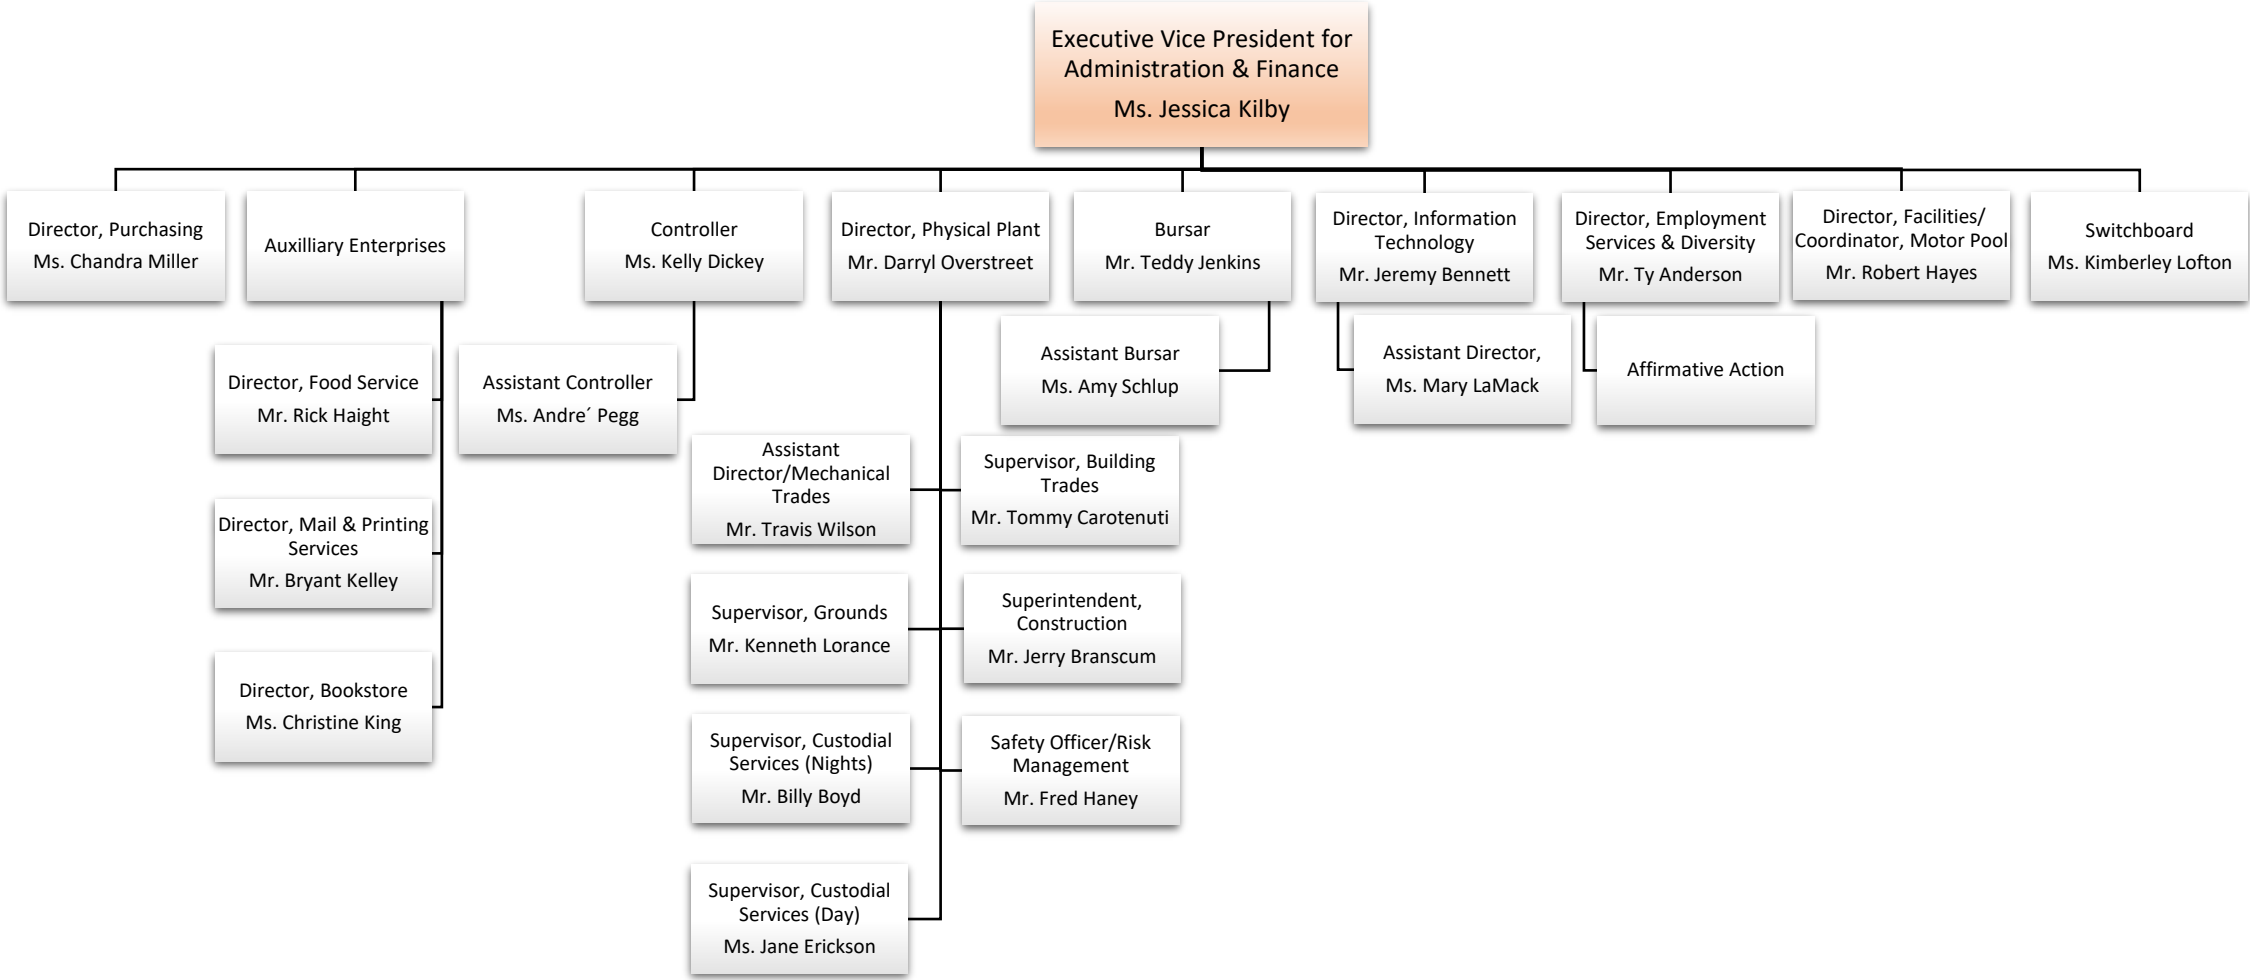 Executive Vice President for
Administration & Finance
Ms. Jessica Kilby
Director, Purchasing
Ms. Chandra Miller
Auxilliary Enterprises
Controller
Ms. Kelly Dickey
Director, Physical Plant
Mr. Darryl Overstreet
Bursar
Mr. Teddy Jenkins
Director, Information
Technology
Mr. Jeremy Bennett
Director, Employment
Services & Diversity
Mr. Ty Anderson
Director, Facilities/
Coordinator, Motor Pool
Mr. Robert Hayes
Switchboard
Ms. Kimberley Lofton
Director, Food Service
Mr. Rick Haight
Assistant Controller
Ms. Andre´ Pegg
Assistant Bursar
Ms. Amy Schlup
Assistant Director,
Ms. Mary LaMack
Affirmative Action
Assistant
Director/Mechanical
Trades
Mr. Travis Wilson
Supervisor, Building
Trades
Mr. Tommy Carotenuti
Director, Mail & Printing
Services
Mr. Bryant Kelley
Supervisor, Grounds
Mr. Kenneth Lorance
Superintendent,
Construction
Mr. Jerry Branscum
Director, Bookstore
Ms. Christine King
Supervisor, Custodial
Services (Nights)
Mr. Billy Boyd
Safety Officer/Risk
Management
Mr. Fred Haney
Supervisor, Custodial
Services (Day)
Ms. Jane Erickson